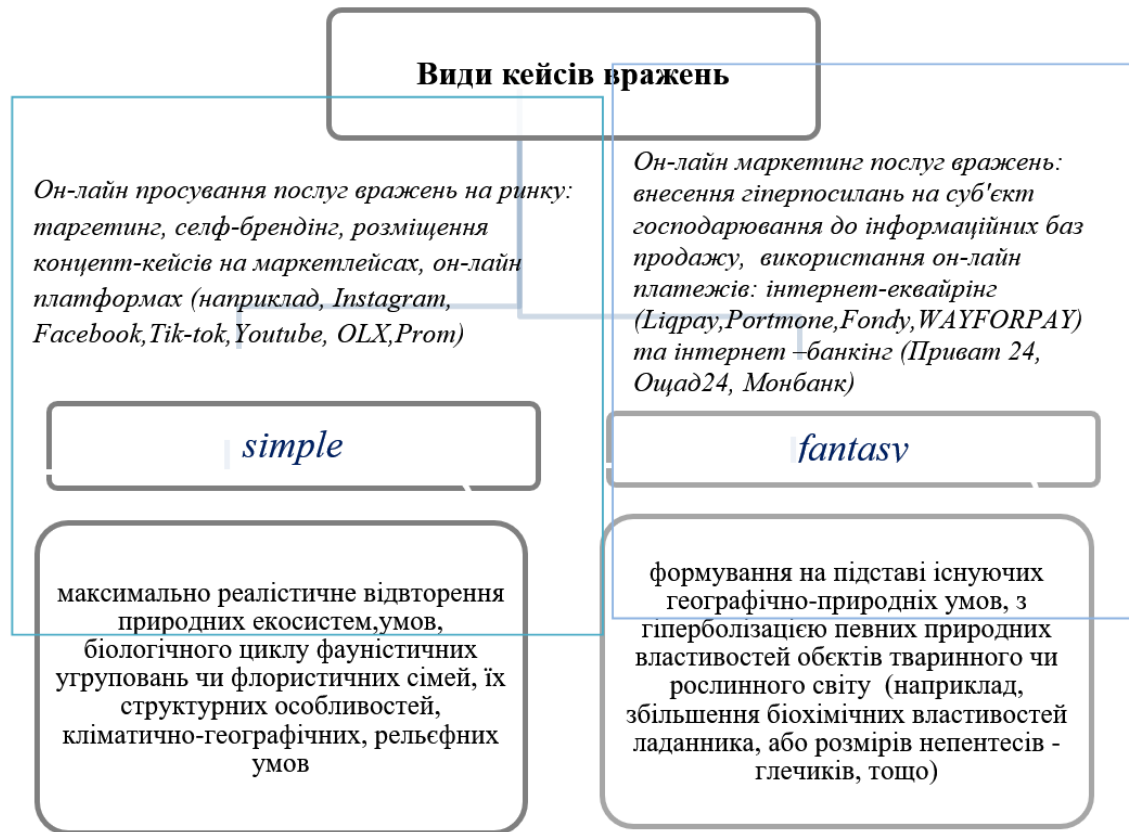 Види кейсів вражень
Он-лайн просування послуг вражень на ринку:
таргетинг, селф-брендінг, розміщення
концепт-кейсів на маркетлейсах, он-лайн
платформах (наприклад, Instagram,
Facebook,Tik-tok,Youtube, OLX,Prom)
Он-лайн маркетинг послуг вражень:
внесення гіперпосилань на суб'єкт
господарювання до інформаційних баз
продажу, використання он-лайн
платежів: інтернет-еквайрінг
(Liqpay,Portmone,Fondy,WAYFORPAY)
та інтернет –банкінг (Приват 24,
Ощад24, Монбанк)
simple
fantasy
максимально реалістичне відвторення
природних екосистем,умов,
біологічного циклу фауністичних
угруповань чи флористичних сімей, їх
структурних особливостей,
кліматично-географічних, рельєфних
умов
формування на підставі існуючих
географічно-природніх умов, з
гіперболізацією певних природних
властивостей обєктів тваринного чи
рослинного світу (наприклад,
збільшення біохімічних властивостей
ладанника, або розмірів непентесів -
глечиків, тощо)